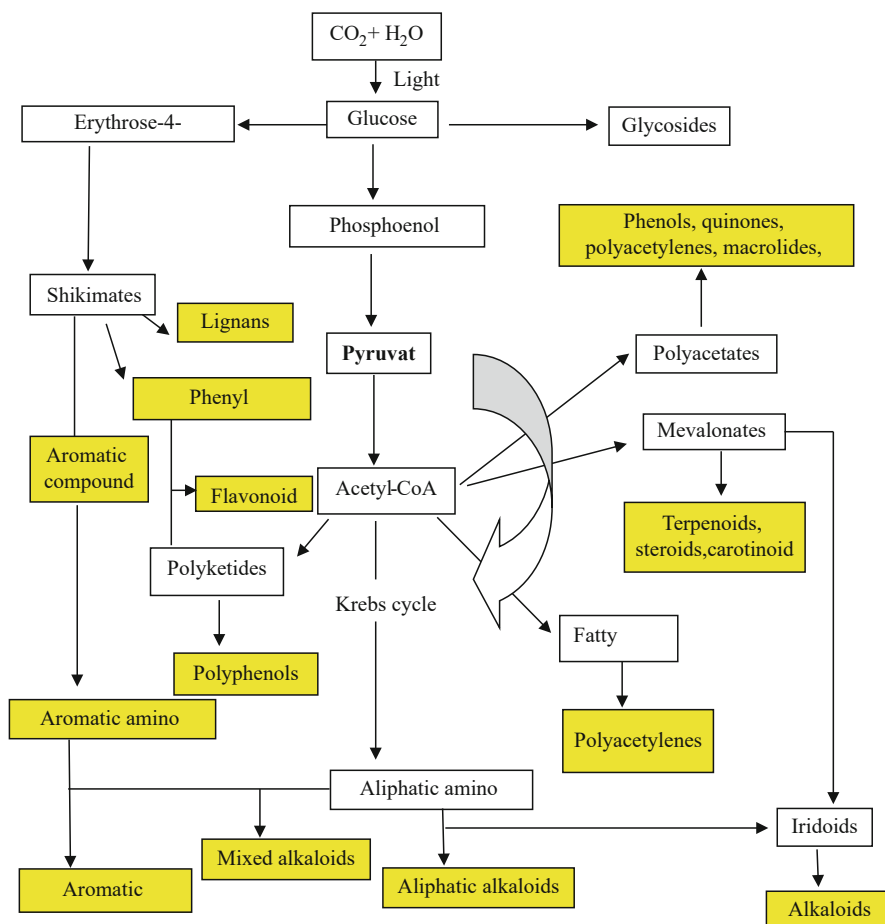 CO2+ H2O
Light
Erythrose-4-
Glucose
Glycosides
Phosphoenol
Phenols, quinones,
polyacetylenes, macrolides,
Shikimates
Lignans
Pyruvat
Polyacetates
Phenyl
Mevalonates
Aromatic
compound
Flavonoid
Acetyl-CoA
Terpenoids,
steroids,carotinoid
Polyketides
Krebs cycle
Fatty
Polyphenols
Aromatic amino
Polyacetylenes
Aliphatic amino
Iridoids
Mixed alkaloids
Aromatic
Aliphatic alkaloids
Alkaloids